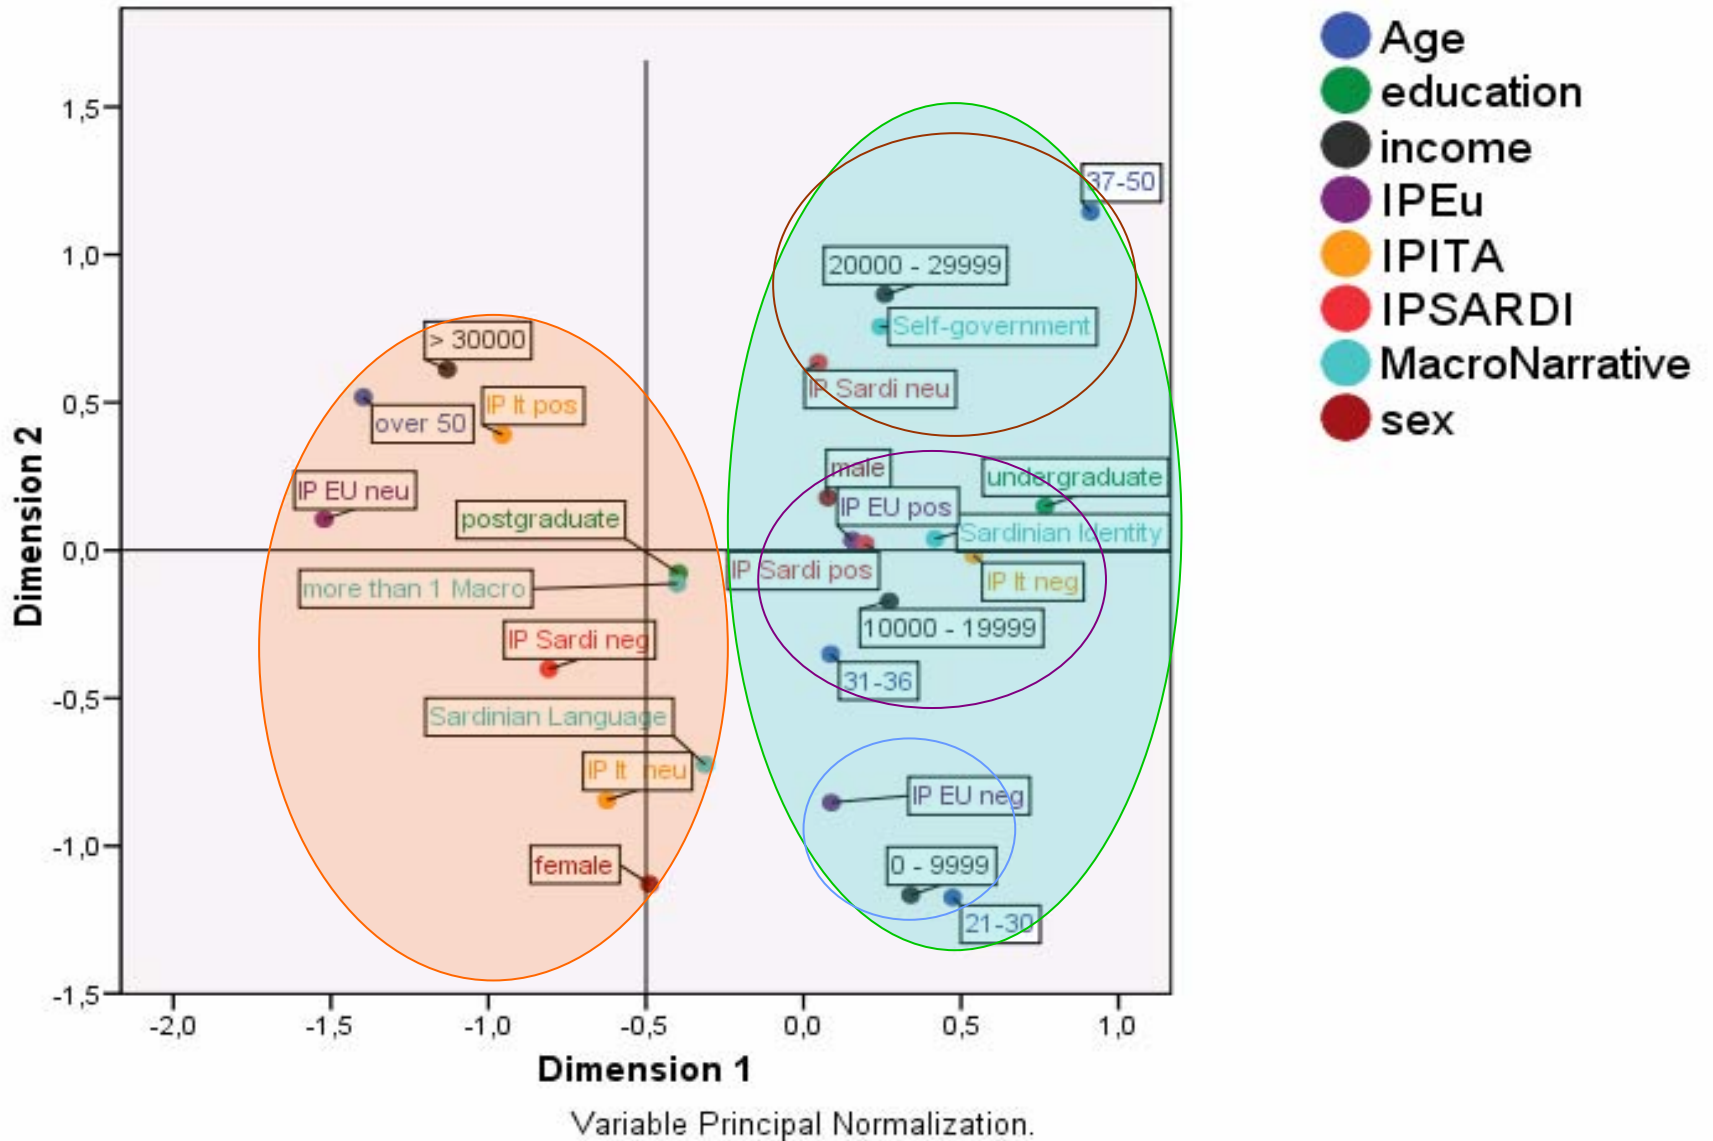 Age
education
income
IPEu
IPITA
IPSARDI
MacroNarrative
sex
Dimension 2
1,5
1,0
0,5
0,0
-0,5
-1,0
-1,5
37-50
20000 - 29999
Self-government
> 30000
IP Sardi neu
IP It pos
over 50
male
undergraduate
IP EU neu
IP EU pos
postgraduate
Sardinian Identity
IP Sardi pos
IP It neg
more than 1 Macro
10000 - 19999
IP Sardi neg
31-36
Sardinian Language
IP It neu
IP EU neg
female
0 - 9999
21-30
-2,0
-1,5
-1,0
-0,5
0,0
0,5
1,0
Dimension 1
Variable Principal Normalization.